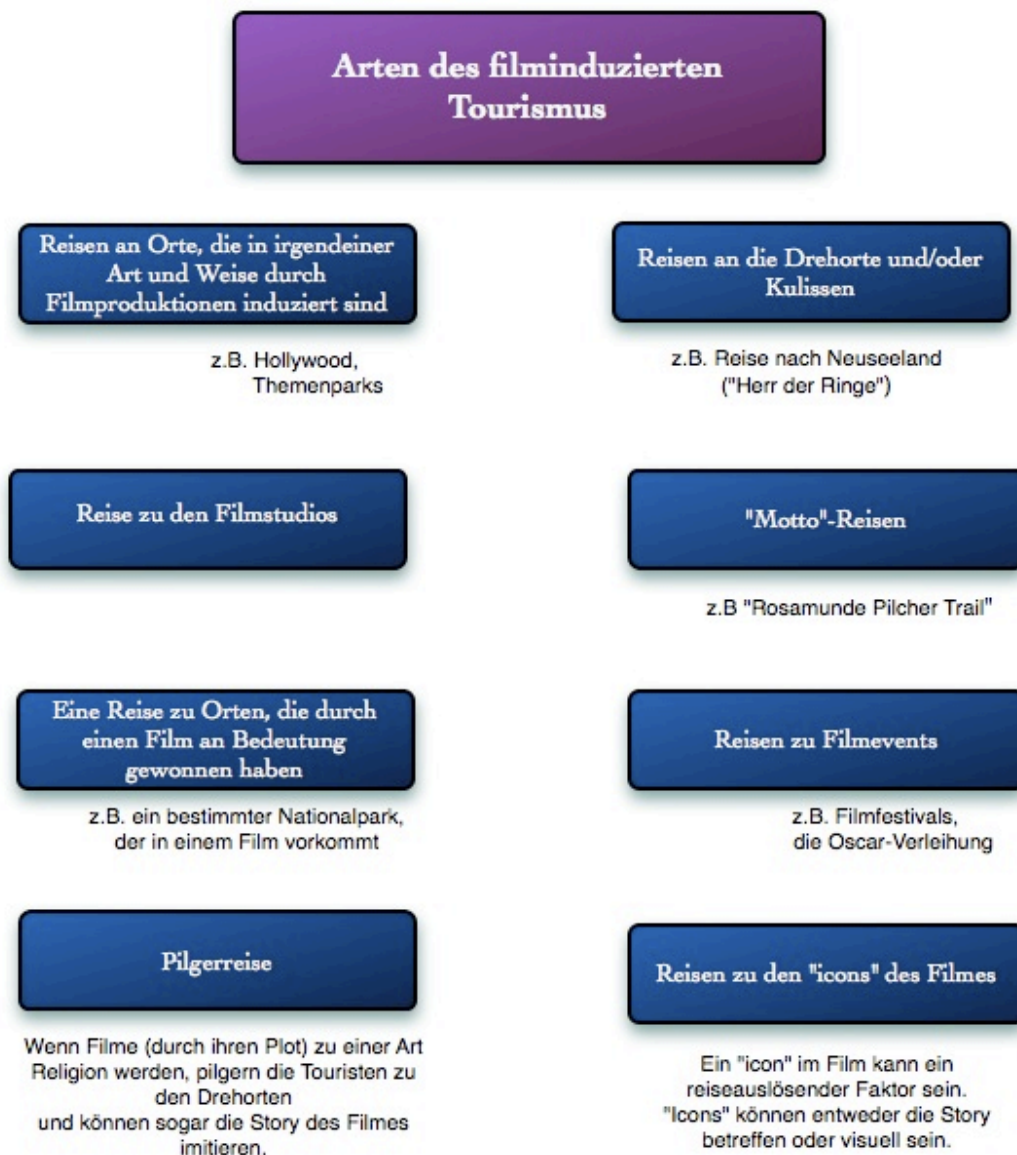 Arten des filminduzierten
Tourismus
Reisen an Orte, die in irgendeiner
Art und Weise durch
Filmproduktionen induziert sind
z.B. Hollywood,
Themenparks
Reisen an die Drehorte und/oder
Kulissen
z.B. Reise nach Neuseeland
("Herr der Ringe")
Reise zu den Filmstudios
"Motto"-Reisen
z.B "Rosamunde Pilcher Trail"
Eine Reise zu Orten, die durch
einen Film an Bedeutung
gewonnen haben
z.B. ein bestimmter Nationalpark,
der in einem Film vorkommt
Reisen zu Filmevents
z.B. Filmfestivals,
die Oscar-Verleihung
Pilgerreise
Wenn Filme (durch ihren Plot) zu einer Art
Religion werden, pilgern die Touristen zu
den Drehorten
und können sogar die Story des Filmes
imitieren.
Reisen zu den "icons" des Filmes
Ein "icon" im Film kann ein
reiseauslösender Faktor sein.
"Icons" können entweder die Story
betreffen oder visuell sein.